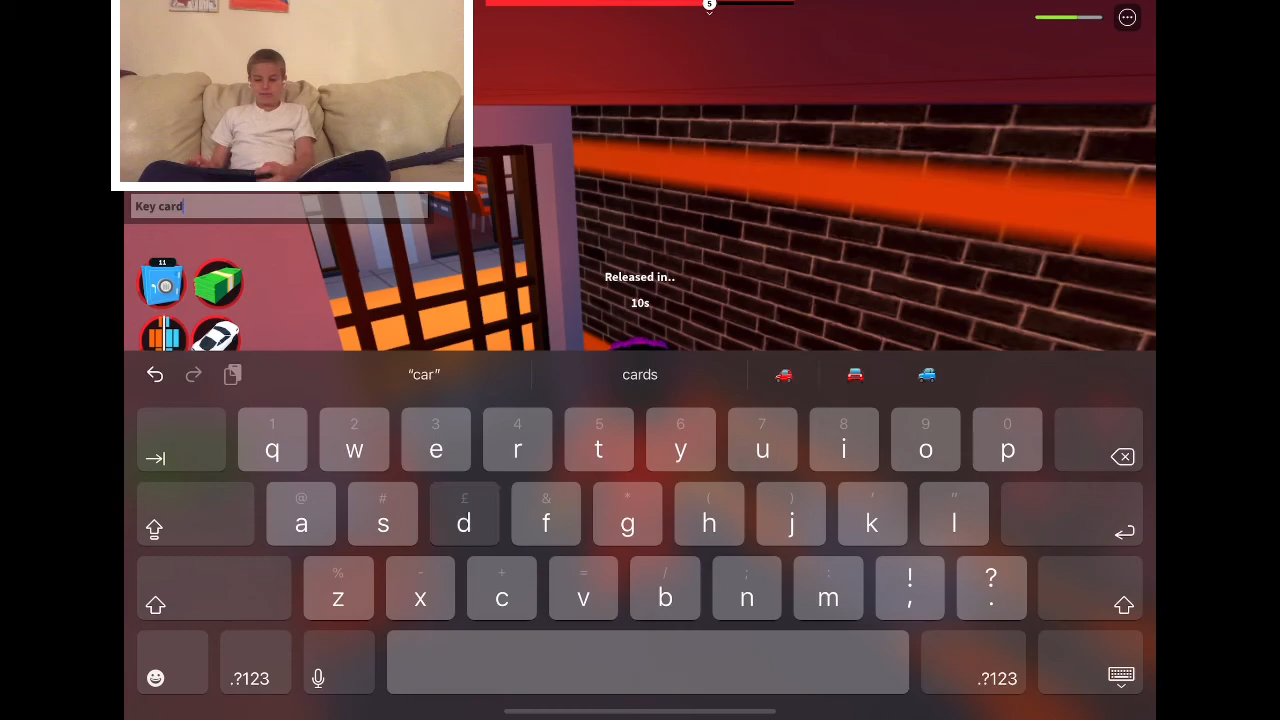 5
Key card
11
Released in..
10s
“car” cards
1 2 3 4 5 6 7 8 9 0
q w e r t y u i o p
@ # £ & * ( ) ' "
a s d f g h j k l
% - + = / ; : ! ?
z x c v b n m , .
.?123 .?123